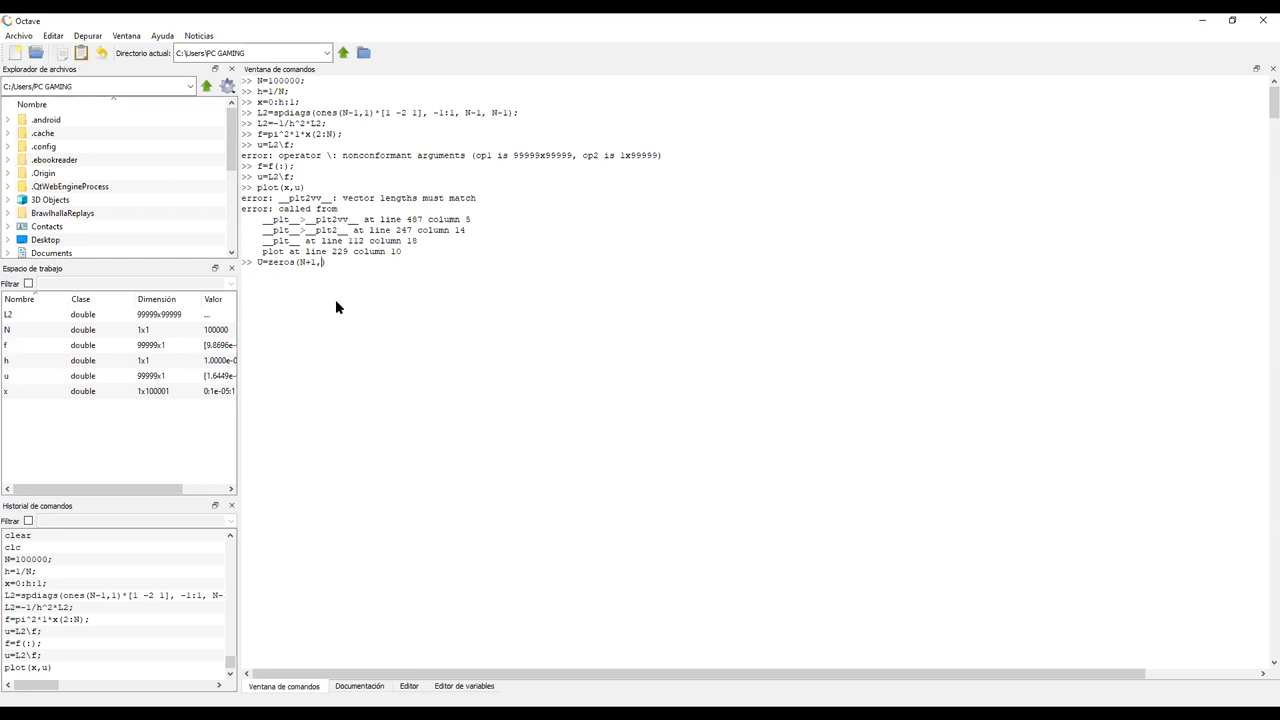 Octave
Archivo Editar Depurar Ventana Ayuda Noticias
Directorio actual: C:\Users\PC GAMING
Explorador de archivos
C:/Users/PC GAMING
Nombre
.android
.cache
.config
.ebookreader
.Origin
.QtWebEngineProcess
3D Objects
BrawlhallaReplays
Contacts
Desktop
Documents
Espacio de trabajo
Filtrar
Nombre Clase Dimensión Valor
L2 double 99999x99999 ...
N double 1x1 100000
f double 99999x1 [9.8696e-
h double 1x1 1.0000e-0
u double 99999x1 [1.6449e-
x double 1x100001 0:1e-05:1
Historial de comandos
Filtrar
clear
clc
N=100000;
h=1/N;
x=0:h:1;
L2=spdiags(ones(N-1,1)*[1 -2 1], -1:1, N-
L2=-1/h^2*L2;
f=pi^2*1*x(2:N);
u=L2\f;
f=f(:);
u=L2\f;
plot(x,u)
Ventana de comandos
>> N=100000;
>> h=1/N;
>> x=0:h:1;
>> L2=spdiags(ones(N-1,1)*[1 -2 1], -1:1, N-1, N-1);
>> L2=-1/h^2*L2;
>> f=pi^2*1*x(2:N);
>> u=L2\f;
error: operator \: nonconformant arguments (op1 is 99999x99999, op2 is 1x99999)
>> f=f(:);
>> u=L2\f;
>> plot(x,u)
error: __plt2vv__: vector lengths must match
error: called from
__plt__>__plt2vv__ at line 487 column 5
__plt__>__plt2__ at line 247 column 14
__plt__ at line 112 column 18
plot at line 229 column 10
>> U=zeros(N+1,)
Ventana de comandos Documentación Editor Editor de variables